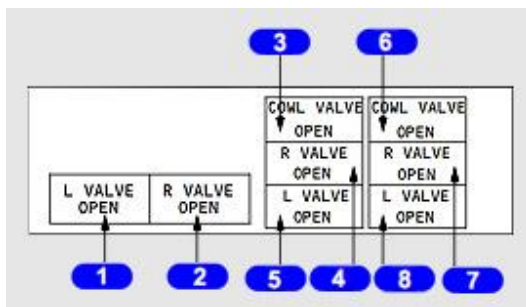 3 6
COWL VALVE COWL VALVE
OPEN OPEN
R VALVE R VALVE
OPEN OPEN
L VALVE R VALVE L VALVE L VALVE
OPEN OPEN OPEN OPEN
1 2 5 4 8 7